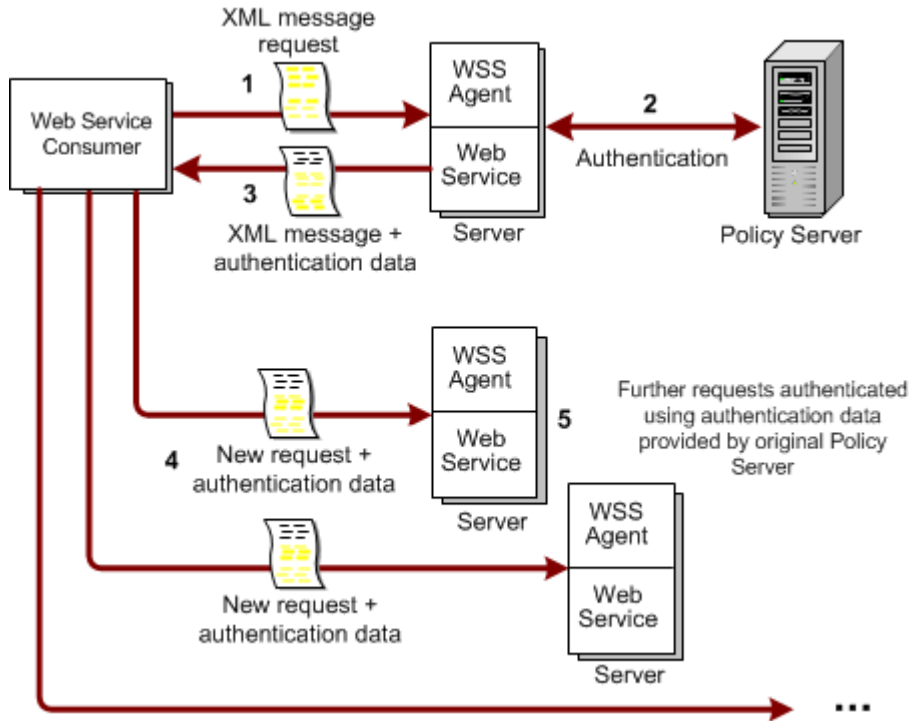 XML message
request
1
Web Service
Consumer
WSS
Agent
Web
Service
Server
2
Authentication
Policy Server
3
XML message +
authentication data
WSS
Agent
Web
Service
Server
5
Further requests authenticated
using authentication data
provided by original Policy
Server
4
New request +
authentication data
WSS
Agent
Web
Service
Server
New request +
authentication data
...